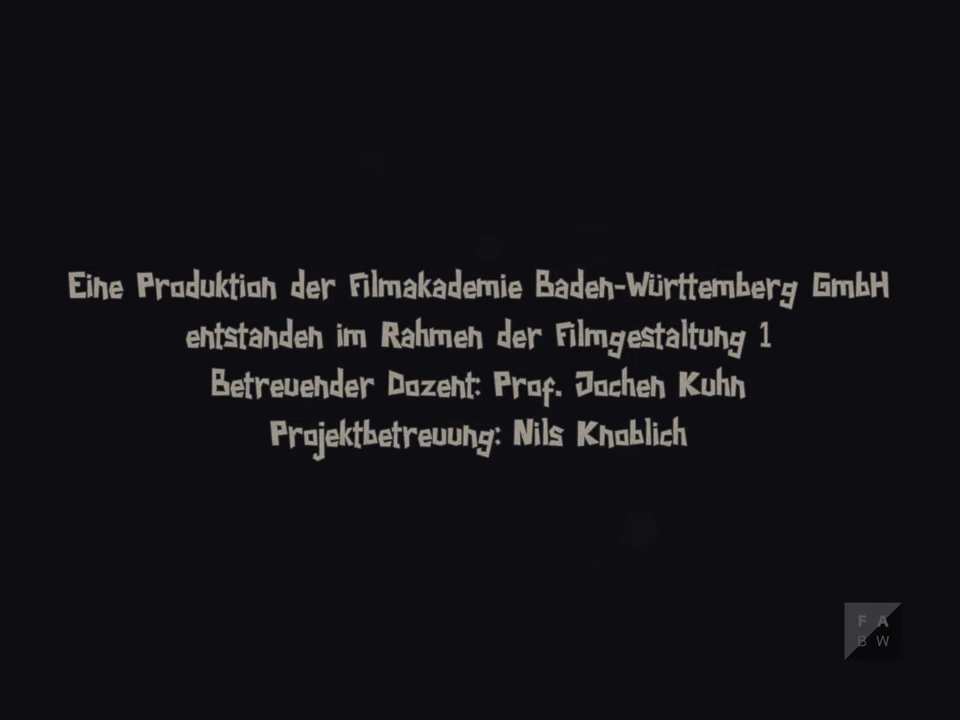 Eine Produktion der Filmakademie Baden-Württemberg GmbH
entstanden im Rahmen der Filmgestaltung 1
Betreuender Dozent: Prof. Jochen Kuhn
Projektbetreuung: Nils Knoblich
F A
B W